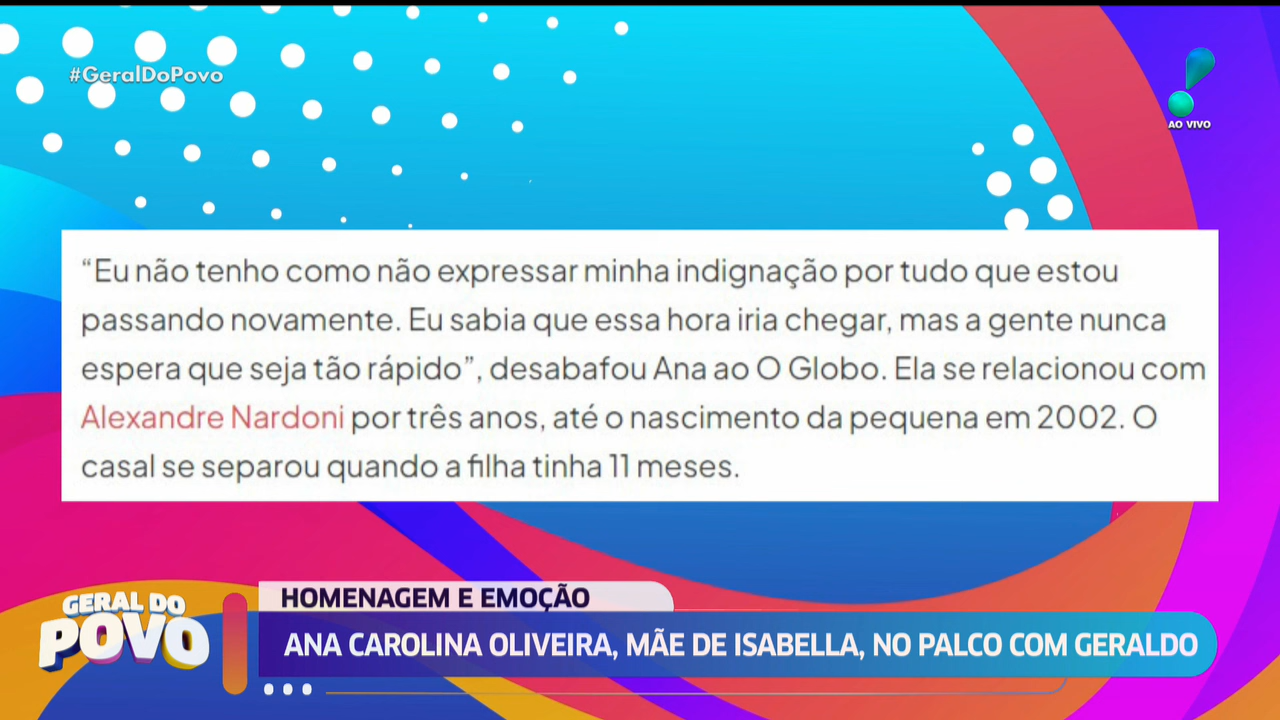 #GeralDoPovo
AO VIVO
“Eu não tenho como não expressar minha indignação por tudo que estou
passando novamente. Eu sabia que essa hora iria chegar, mas a gente nunca
espera que seja tão rápido”, desabafou Ana ao O Globo. Ela se relacionou com
Alexandre Nardoni por três anos, até o nascimento da pequena em 2002. O
casal se separou quando a filha tinha 11 meses.
GERAL DO
POVO
HOMENAGEM E EMOÇÃO
ANA CAROLINA OLIVEIRA, MÃE DE ISABELLA, NO PALCO COM GERALDO